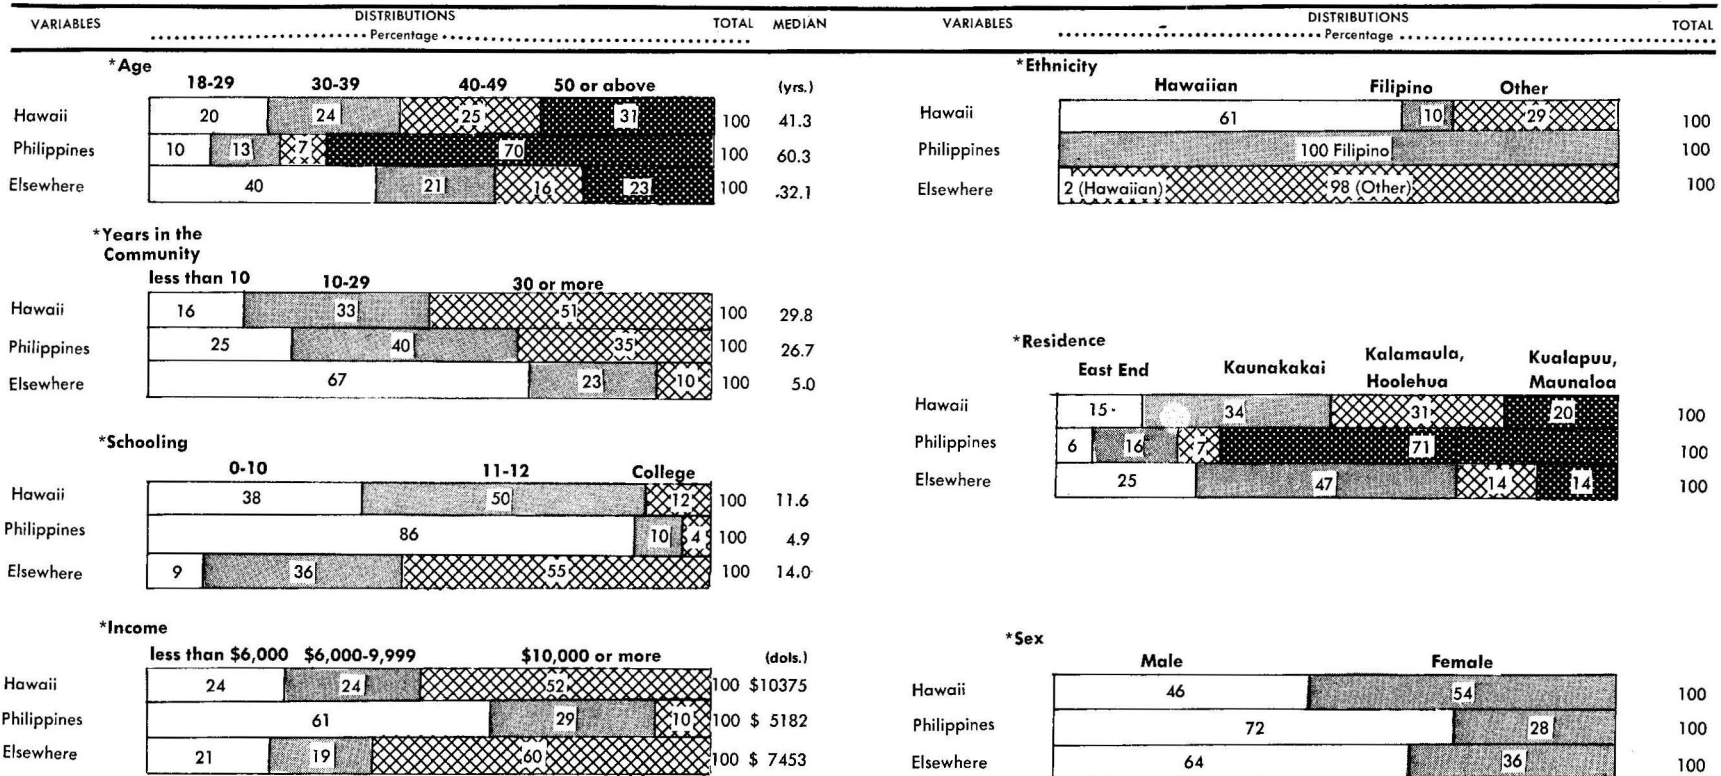 VARIABLES DISTRIBUTIONS TOTAL MEDIAN
Percentage
*Age
18-29 30-39 40-49 50 or above (yrs.)
Hawaii 20 24 25 31 100 41.3
Philippines 10 13 7 70 100 60.3
Elsewhere 40 21 16 23 100 32.1
*Years in the
Community
less than 10 10-29 30 or more
Hawaii 16 33 51 100 29.8
Philippines 25 40 35 100 26.7
Elsewhere 67 23 10 100 5.0
*Schooling
0-10 11-12 College
Hawaii 38 50 12 100 11.6
Philippines 86 10 4 100 4.9
Elsewhere 9 36 55 100 14.0
*Income
less than $6,000 $6,000-9,999 $10,000 or more (dols.)
Hawaii 24 24 52 100 $10375
Philippines 61 29 10 100 $ 5182
Elsewhere 21 19 60 100 $ 7453
VARIABLES DISTRIBUTIONS TOTAL
Percentage
*Ethnicity
Hawaiian Filipino Other
Hawaii 61 10 29 100
Philippines 100 Filipino 100
Elsewhere 2 (Hawaiian) 98 (Other) 100
*Residence
East End Kaunakakai Kalamaula, Kualapuu,
Hoolehua Maunaloa
Hawaii 15 34 31 20 100
Philippines 6 16 7 71 100
Elsewhere 25 47 14 14 100
*Sex
Male Female
Hawaii 46 54 100
Philippines 72 28 100
Elsewhere 64 36 100